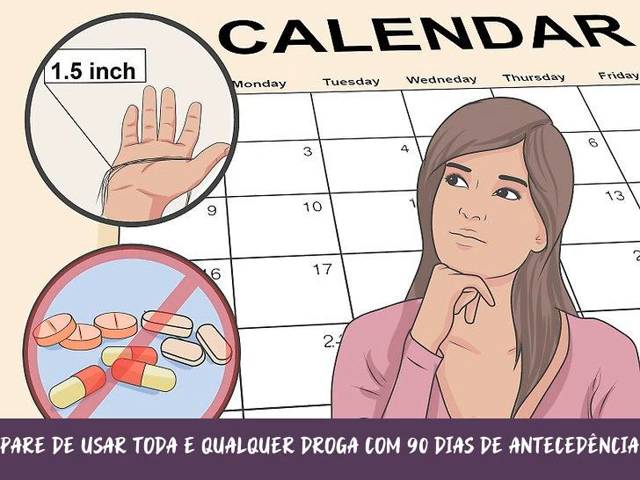 CALENDAR
1.5 inch
Monday Tuesday Wednesday Thursday Friday
3 4 6
9 10 13
16 17
PARE DE USAR TODA E QUALQUER DROGA COM 90 DIAS DE ANTECEDÊNCIA